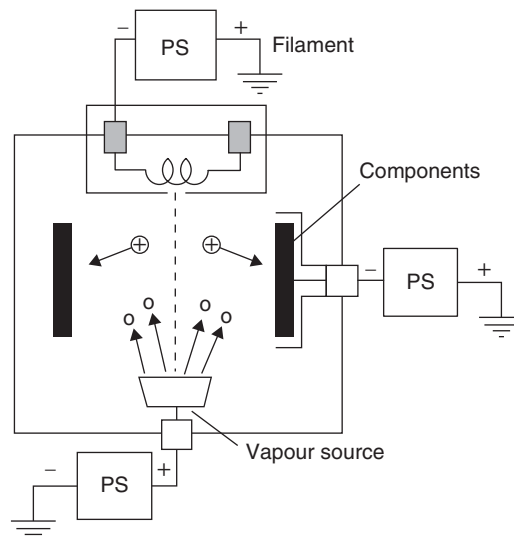 − PS +
Filament
Components
⊕ ⊕
− PS +
o o o o
Vapour source
− PS +